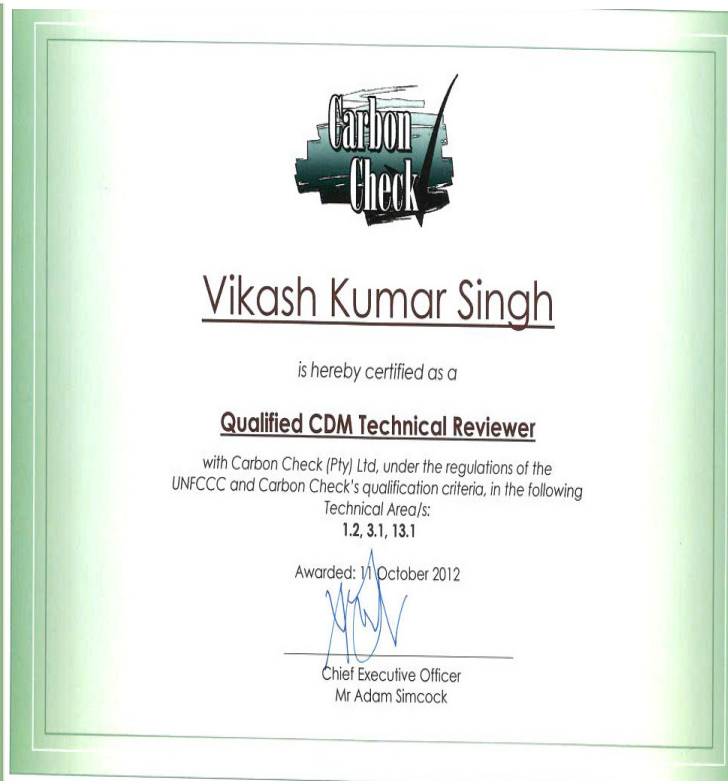 Carbon
Check
Vikash Kumar Singh
is hereby certified as a
Qualified CDM Technical Reviewer
with Carbon Check (Pty) Ltd, under the regulations of the
UNFCCC and Carbon Check's qualification criteria, in the following
Technical Area/s:
1.2, 3.1, 13.1
Awarded: 11 October 2012
Chief Executive Officer
Mr Adam Simcock